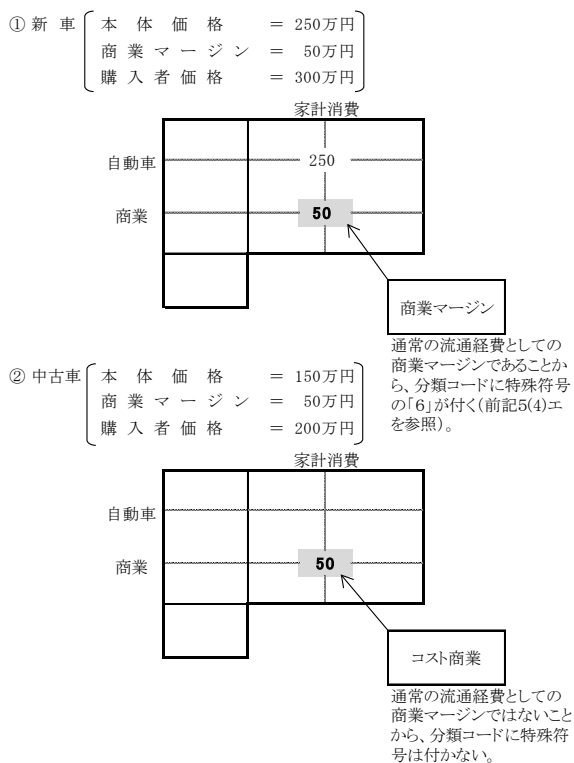 ① 新 車 本 体 価 格 = 250万円
商 業 マ ー ジ ン = 50万円
購 入 者 価 格 = 300万円
家計消費
自動車 250
商業 50
商業マージン
通常の流通経費としての
商業マージンであることか
ら、分類コードに特殊符号
の「6」が付く(前記5(4)エ
を参照)。
② 中古車 本 体 価 格 = 150万円
商 業 マ ー ジ ン = 50万円
購 入 者 価 格 = 200万円
家計消費
自動車
商業 50
コスト商業
通常の流通経費としての
商業マージンではないこと
から、分類コードに特殊符
号は付かない。